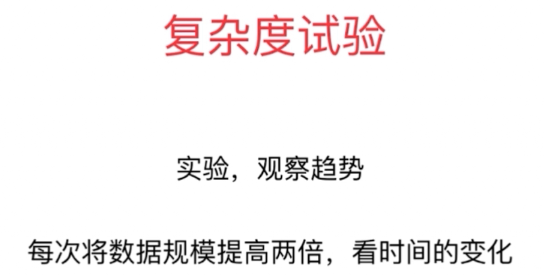 复杂度试验
实验，观察趋势
每次将数据规模提高两倍，看时间的变化